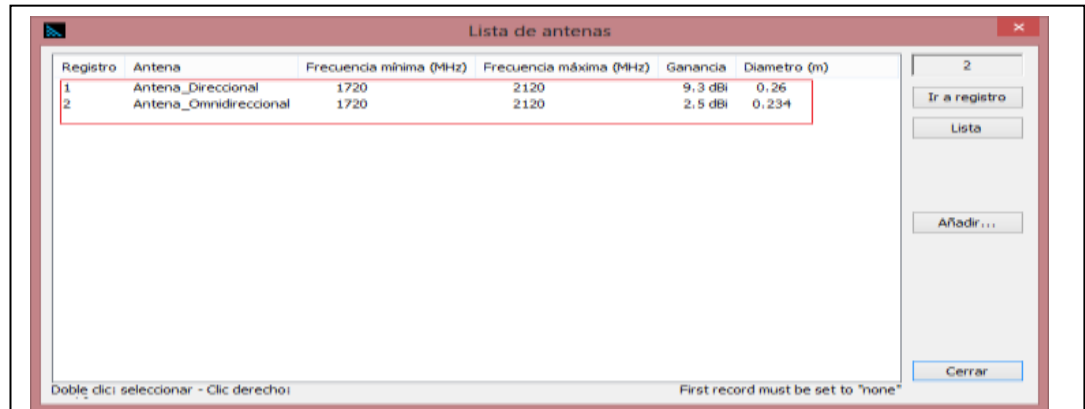 Lista de antenas
Registro Antena Frecuencia mínima (MHz) Frecuencia máxima (MHz) Ganancia Diametro (m)
1 Antena_Direccional 1720 2120 9.3 dBi 0.26
2 Antena_Omnidireccional 1720 2120 2.5 dBi 0.234
2
Ir a registro
Lista
Añadir...
Cerrar
Doble clic: seleccionar - Clic derecho:
First record must be set to "none"